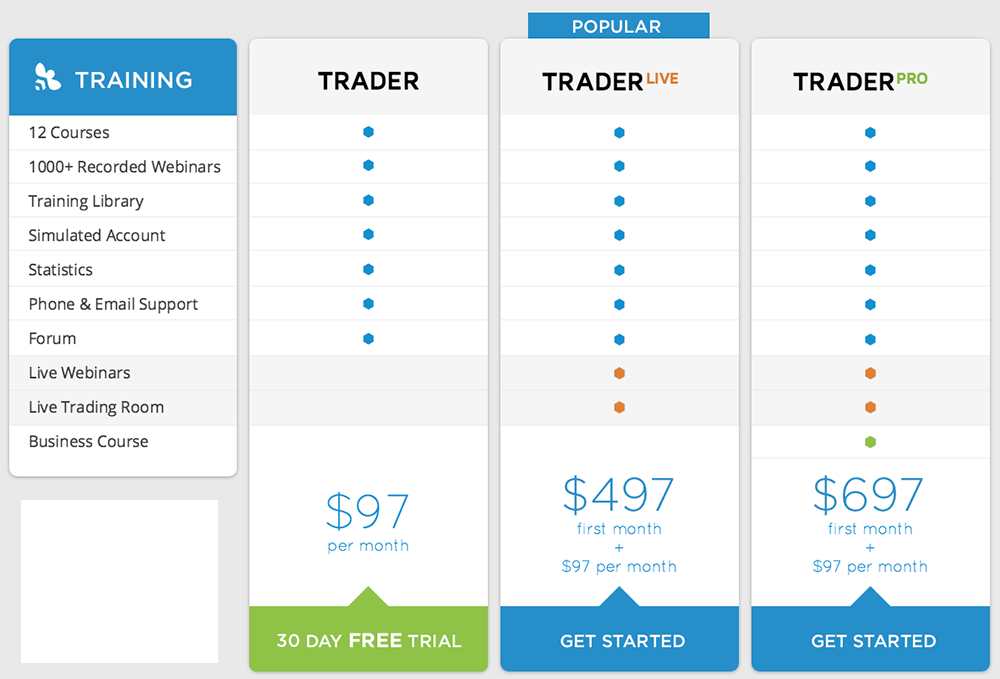 POPULAR
TRAINING
TRADER
TRADER LIVE
TRADER PRO
12 Courses
1000+ Recorded Webinars
Training Library
Simulated Account
Statistics
Phone & Email Support
Forum
Live Webinars
Live Trading Room
Business Course
$97
per month
30 DAY FREE TRIAL
$497
first month
+
$97 per month
GET STARTED
$697
first month
+
$97 per month
GET STARTED